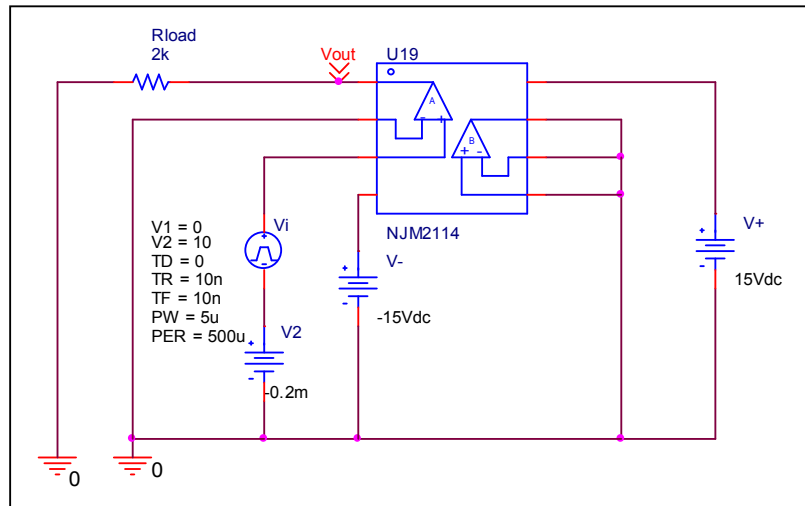 Rload
2k
Vout
U19
A
B
- +
+ -
NJM2114
V1 = 0
V2 = 10
TD = 0
TR = 10n
TF = 10n
PW = 5u
PER = 500u
Vi
+
-
V-
+
-
-15Vdc
V2
+
-
-0.2m
V+
+
-
15Vdc
0
0